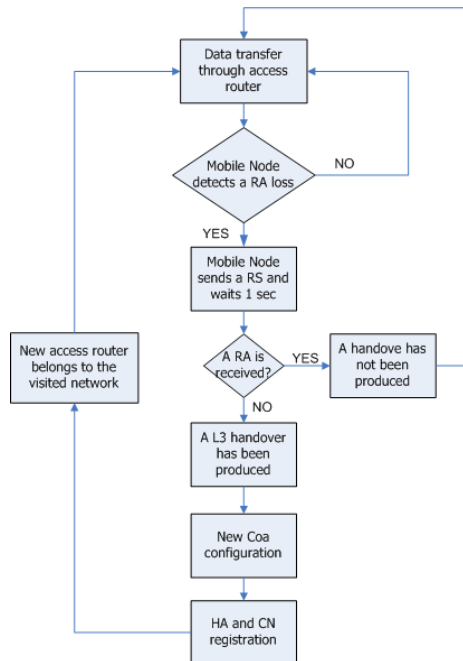 Data transfer
through access
router
Mobile Node
detects a RA loss
NO
YES
Mobile Node
sends a RS and
waits 1 sec
New access router
belongs to the
visited network
A RA is
received?
YES
A handove has
not been
produced
NO
A L3 handover
has been
produced
New Coa
configuration
HA and CN
registration